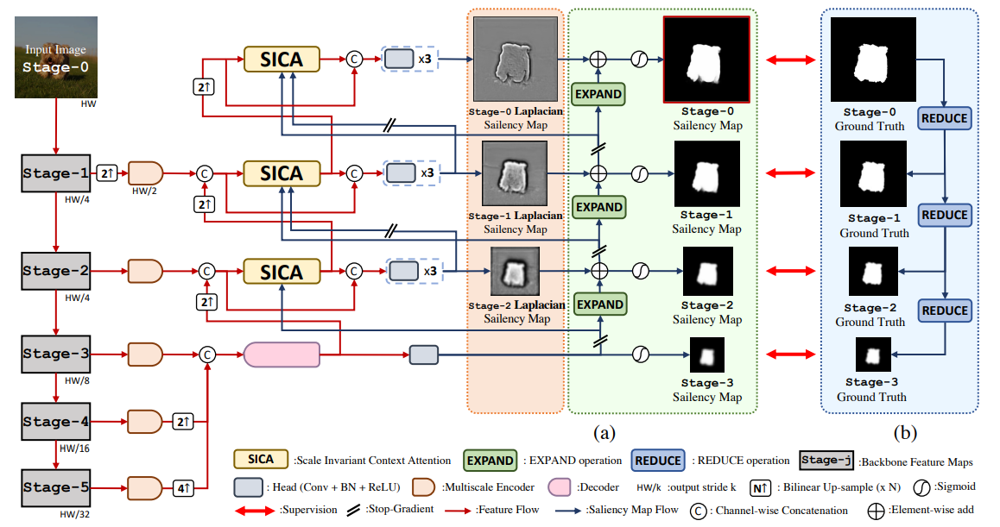 Input Image
Stage-0
HW
2↑
SICA
C
x3
Stage-0 Laplacian
Sailency Map
EXPAND
Stage-0
Sailency Map
Stage-0
Ground Truth
REDUCE
Stage-1
HW/4
2↑
HW/2
C
2↑
SICA
C
x3
Stage-1 Laplacian
Sailency Map
EXPAND
Stage-1
Sailency Map
Stage-1
Ground Truth
REDUCE
Stage-2
HW/4
C
2↑
SICA
C
x3
Stage-2 Laplacian
Sailency Map
EXPAND
Stage-2
Sailency Map
Stage-2
Ground Truth
REDUCE
Stage-3
HW/8
C
Stage-3
Sailency Map
Stage-3
Ground Truth
Stage-4
HW/16
2↑
Stage-5
HW/32
4↑
(a)
(b)
SICA :Scale Invariant Context Attention EXPAND : EXPAND operation REDUCE : REDUCE operation Stage-j :Backbone Feature Maps
: Head (Conv + BN + ReLU) :Multiscale Encoder :Decoder HW/k :output stride k N↑ : Bilinear Up-sample (x N) :Sigmoid
:Supervision :Stop-Gradient :Feature Flow :Saliency Map Flow C : Channel-wise Concatenation :Element-wise add